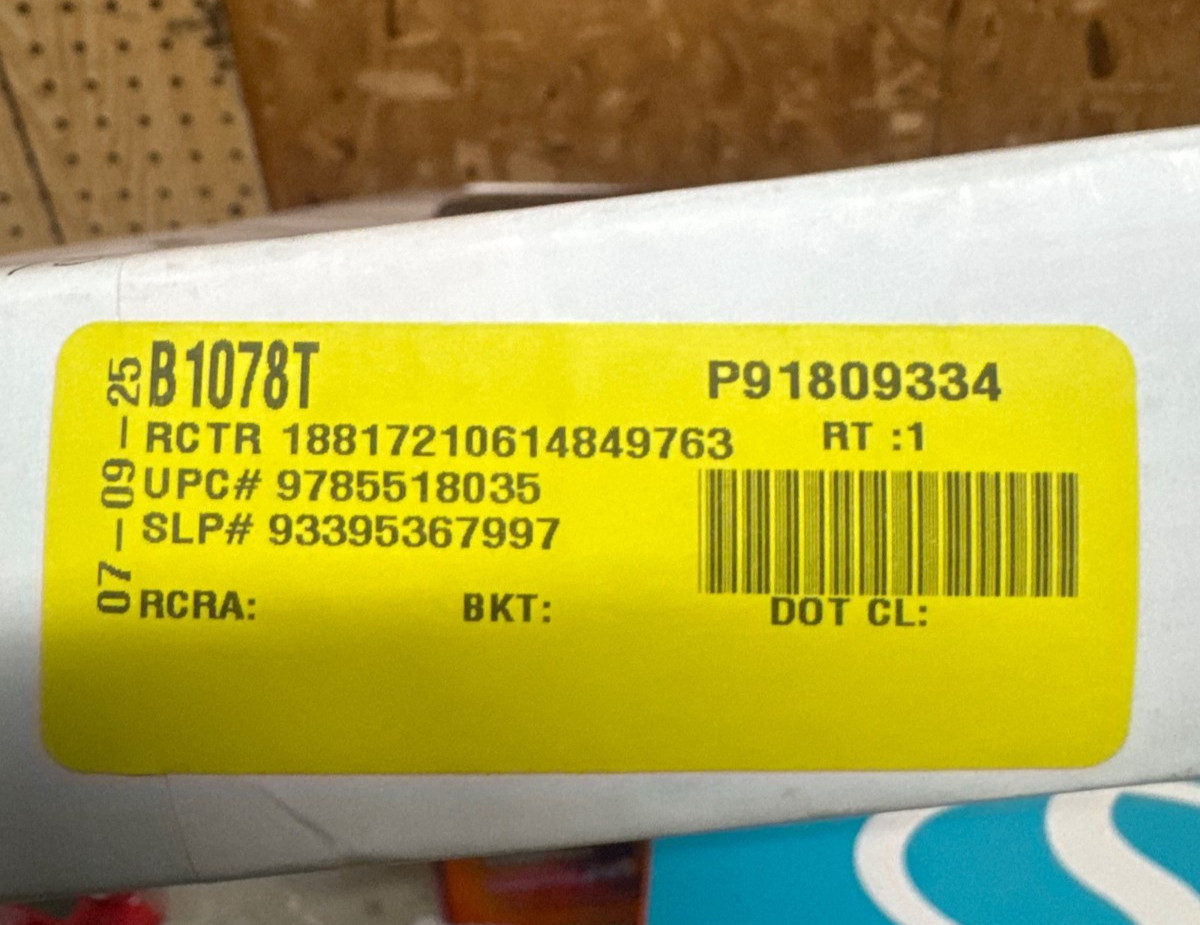 07-09-25
B1078T
P91809334
RCTR 18817210614849763
RT :1
UPC# 9785518035
SLP# 93395367997
RCRA:
BKT:
DOT CL: